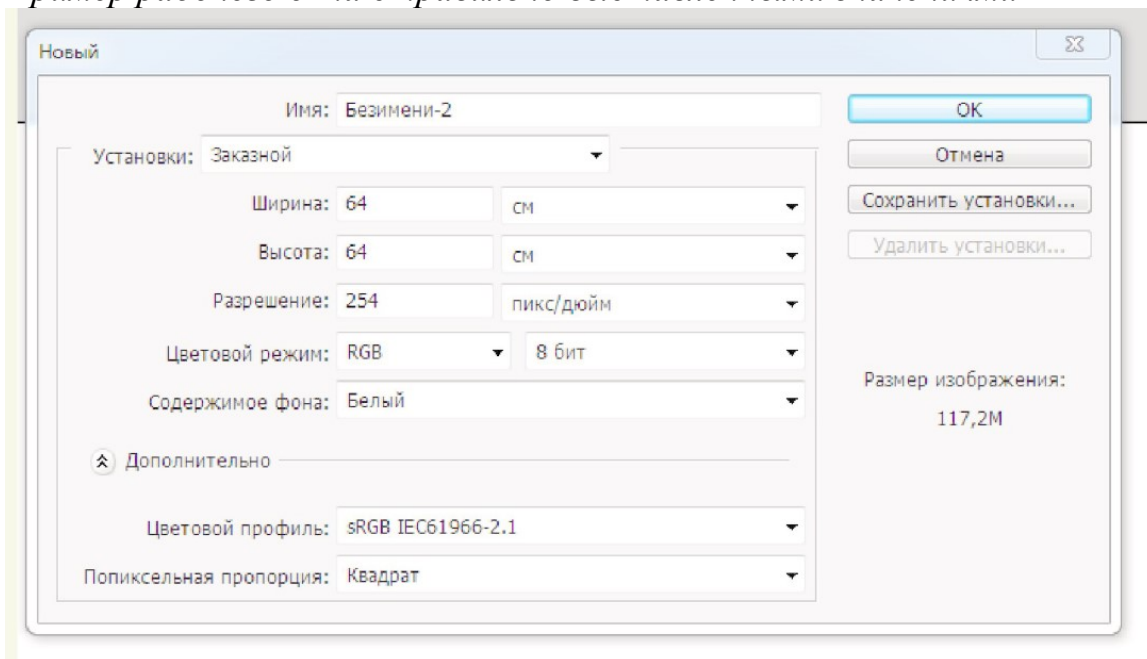 Новый
Имя: Безимени-2
OK
Установки: Заказной
Отмена
Ширина: 64 см
Сохранить установки...
Высота: 64 см
Удалить установки...
Разрешение: 254 пикс/дюйм
Цветовой режим: RGB 8 бит
Размер изображения:
Содержимое фона: Белый
117,2M
Дополнительно
Цветовой профиль: sRGB IEC61966-2.1
Попиксельная пропорция: Квадрат